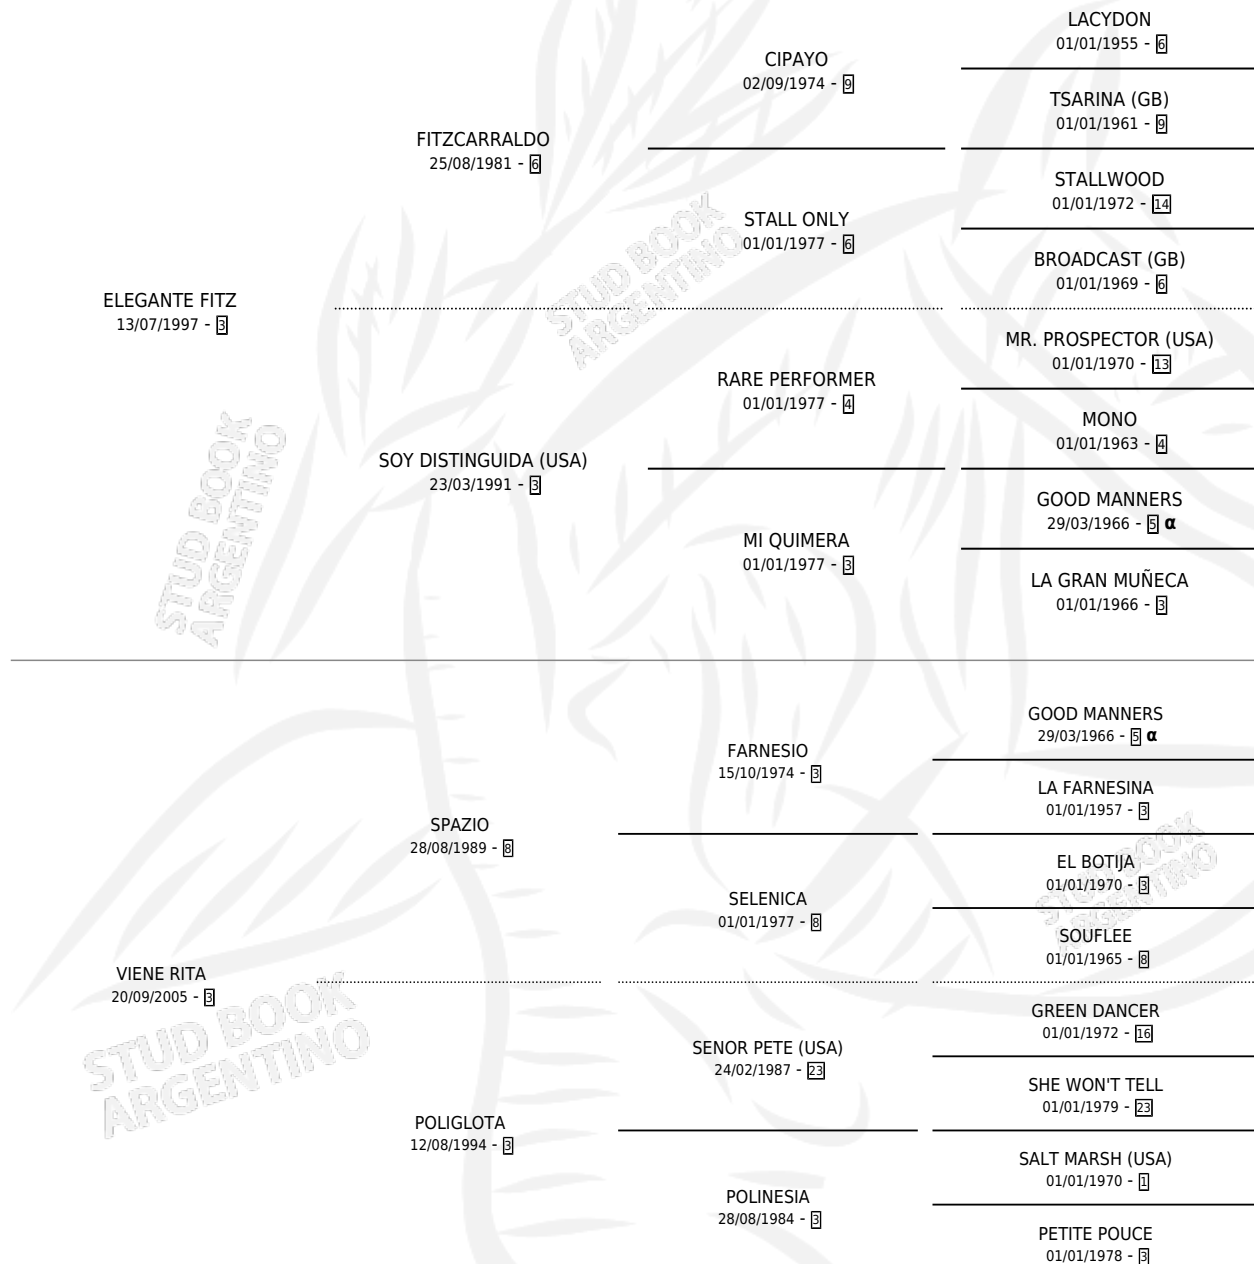 LACYDON
01/01/1955 - 6
CIPAYO
02/09/1974 - 9
TSARINA (GB)
01/01/1961 - 9
FITZCARRALDO
25/08/1981 - 6
STALLWOOD
01/01/1972 - 14
STALL ONLY
01/01/1977 - 6
BROADCAST (GB)
01/01/1969 - 6
ELEGANTE FITZ
13/07/1997 - 3
MR. PROSPECTOR (USA)
01/01/1970 - 13
RARE PERFORMER
01/01/1977 - 4
MONO
01/01/1963 - 4
SOY DISTINGUIDA (USA)
23/03/1991 - 3
GOOD MANNERS
29/03/1966 - 5 α
MI QUIMERA
01/01/1977 - 3
LA GRAN MUÑECA
01/01/1966 - 3
GOOD MANNERS
29/03/1966 - 5 α
FARNESIO
15/10/1974 - 3
LA FARNESINA
01/01/1957 - 3
SPAZIO
28/08/1989 - 8
EL BOTIJA
01/01/1970 - 3
SELENICA
01/01/1977 - 8
SOUFLEE
01/01/1965 - 8
VIENE RITA
20/09/2005 - 3
GREEN DANCER
01/01/1972 - 16
SENOR PETE (USA)
24/02/1987 - 23
SHE WON'T TELL
01/01/1979 - 23
POLIGLOTA
12/08/1994 - 3
SALT MARSH (USA)
01/01/1970 - 1
POLINESIA
28/08/1984 - 3
PETITE POUCE
01/01/1978 - 3
STUD BOOK
ARGENTINO
STUD BOOK
ARGENTINO
STUD BOOK
ARGENTINO
STUD BOOK
ARGENTINO